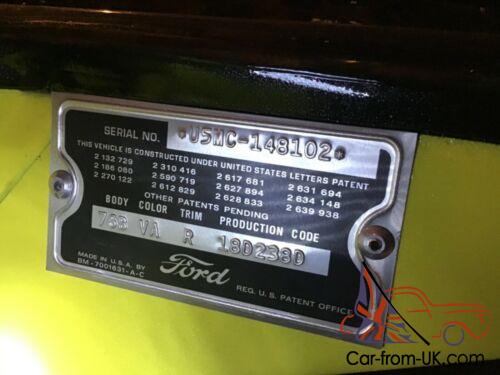 SERIAL NO. *U5MC-148102*
THIS VEHICLE IS CONSTRUCTED UNDER UNITED STATES LETTERS PATENT
2 132 729 2 310 416 2 617 681 2 631 694
2 186 080 2 590 719 2 627 894 2 634 148
2 270 122 2 612 829 2 628 833 2 639 938
OTHER PATENTS PENDING
BODY COLOR TRIM PRODUCTION CODE
73B VA R 18D238D
MADE IN U.S.A. BY
BM-7001631-A-C
Ford
REG. U.S. PATENT OFFICE
Car-from-UK.com